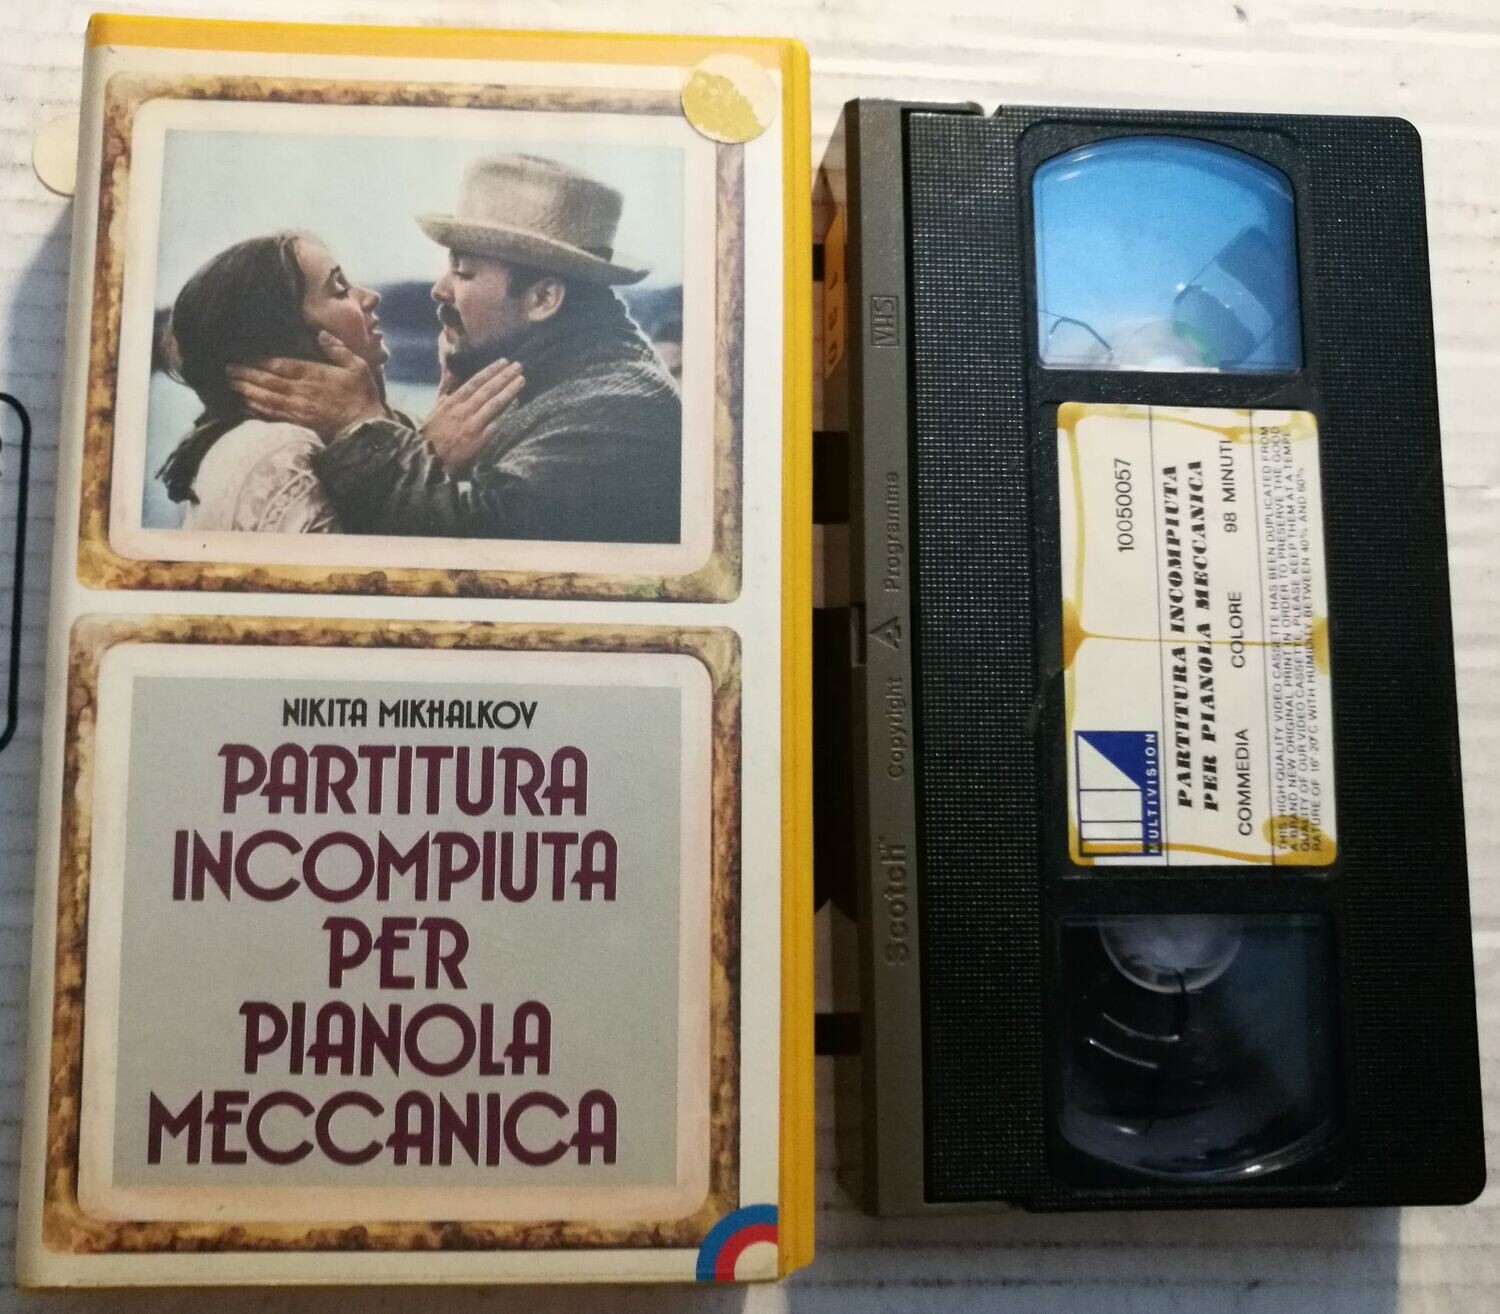 NIKITA MIKHALKOV
PARTITURA
INCOMPIUTA
PER
PIANOLA
MECCANICA
VHS
Scotch™ Copyright Programme
10050057
MULTIVISION
PARTITURA INCOMPIUTA
PER PIANOLA MECCANICA
COMMEDIA COLORE 98 MINUTI
THIS HIGH-QUALITY VIDEO CASSETTE HAS BEEN DUPLICATED FROM
A BRAND NEW ORIGINAL PRINT. IN ORDER TO PRESERVE THE GOOD
QUALITY OF OUR VIDEO CASSETTE, PLEASE KEEP THEM AT A TEMPE
RATURE OF 16° 20°C WITH HUMIDITY BETWEEN 40% AND 60%